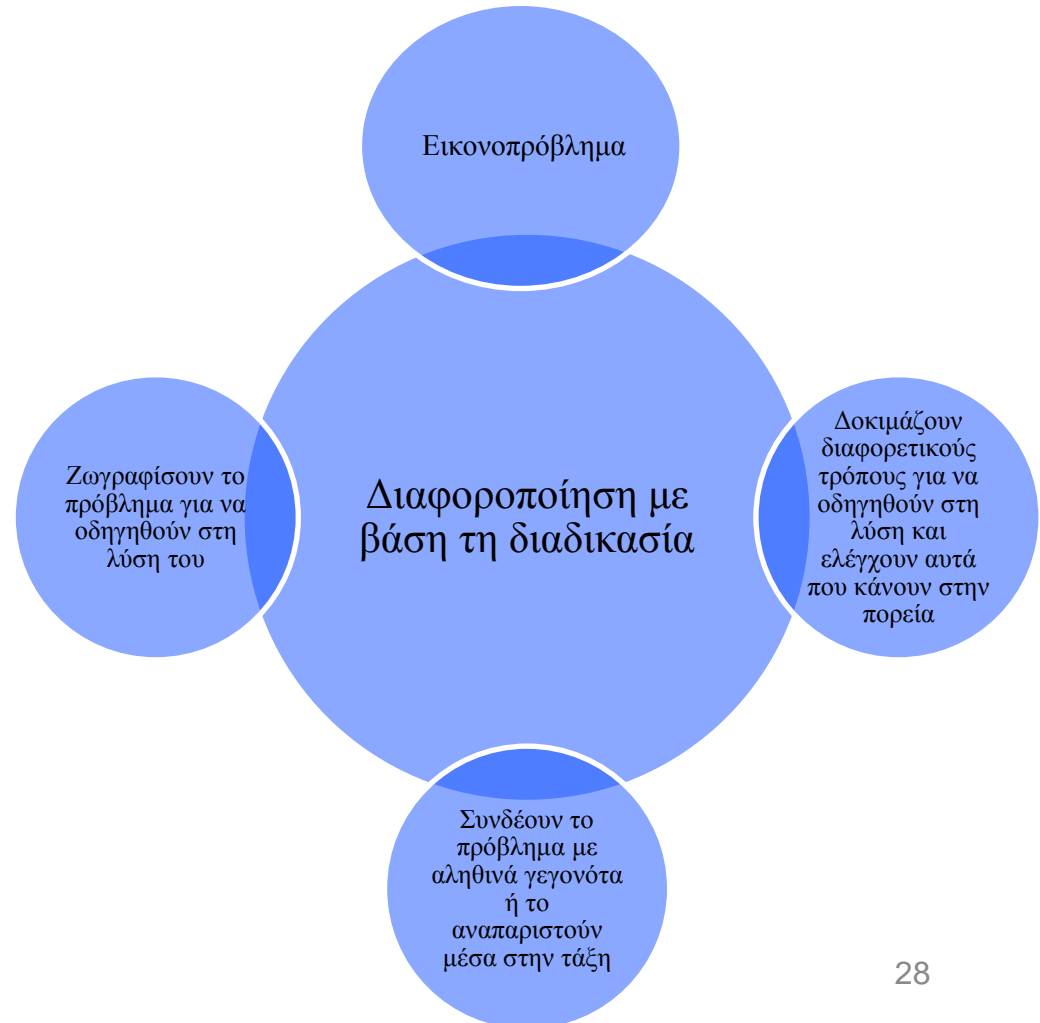 Εικονοπρόβλημα
Ζωγραφίσουν το
πρόβλημα για να
οδηγηθούν στη
λύση του
Διαφοροποίηση με
βάση τη διαδικασία
Δοκιμάζουν
διαφορετικούς
τρόπους για να
οδηγηθούν στη
λύση και
ελέγχουν αυτά
που κάνουν στην
πορεία
Συνδέουν το
πρόβλημα με
αληθινά γεγονότα
ή το
αναπαριστούν
μέσα στην τάξη
28